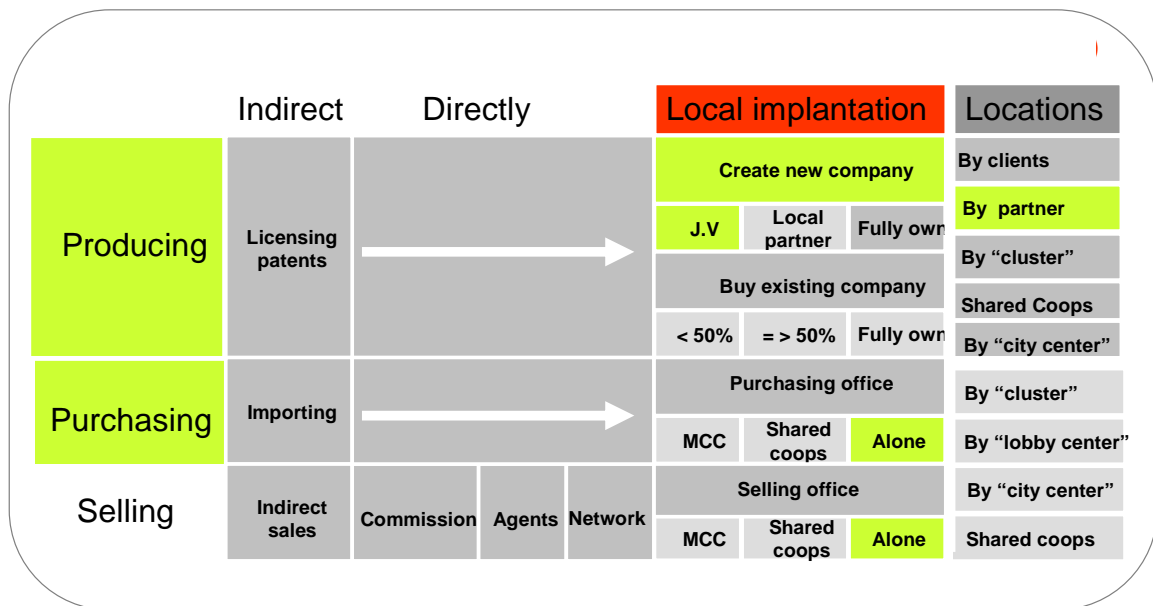 Indirect
Directly
Local implantation
Locations
Producing
Licensing
patents
Create new company
J.V
Local
partner
Fully own
Buy existing company
< 50%
= > 50%
Fully own
By clients
By partner
By “cluster”
Shared Coops
By “city center”
Purchasing
Importing
Purchasing office
MCC
Shared
coops
Alone
By “cluster”
By “lobby center”
Selling
Indirect
sales
Commission
Agents
Network
Selling office
MCC
Shared
coops
Alone
By “city center”
Shared coops